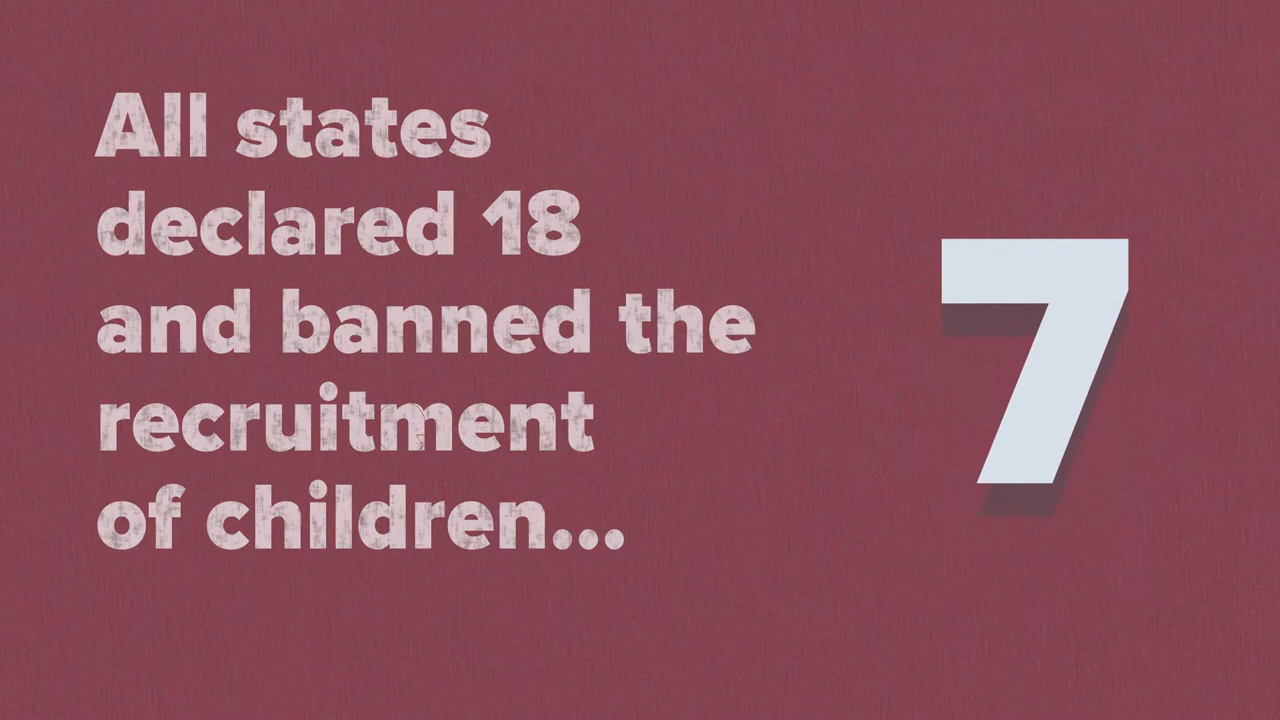 All states
declared 18
and banned the
recruitment
of children...
7